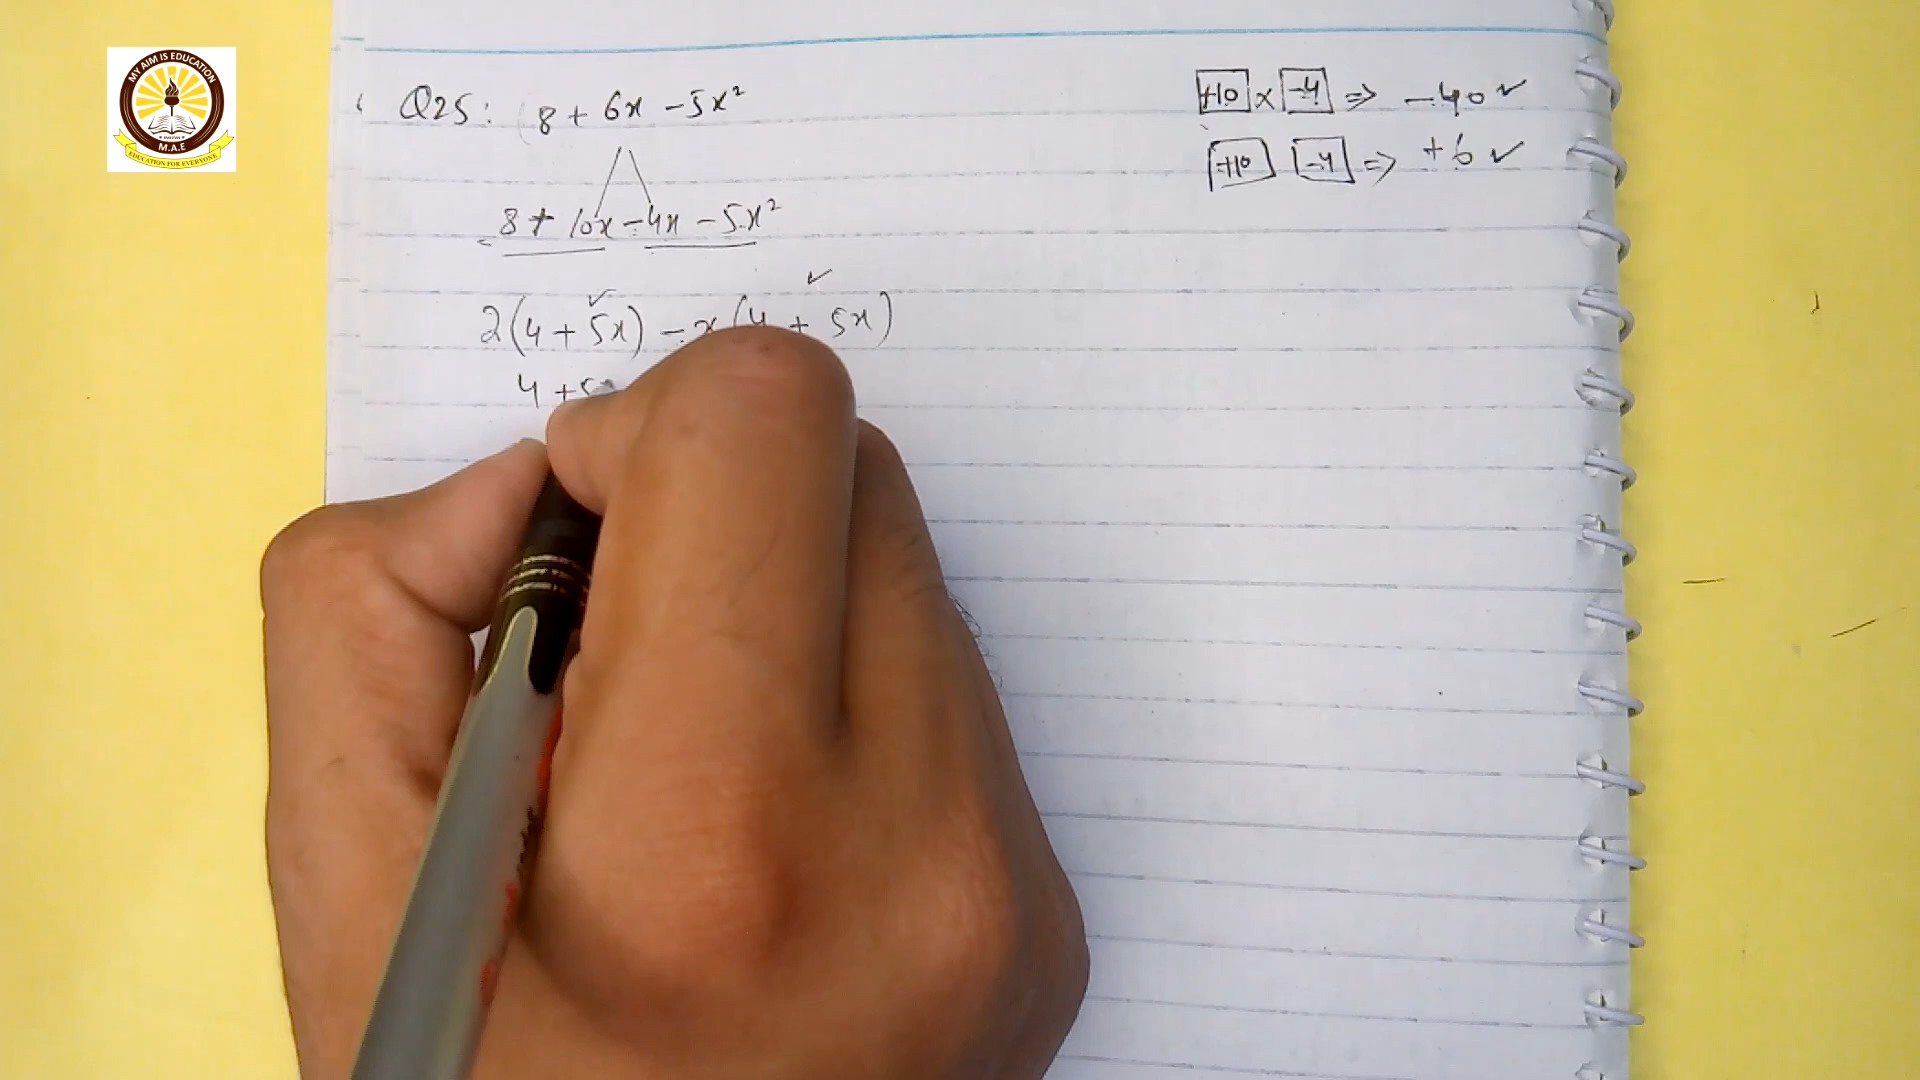 MY AIM IS EDUCATION
M.A.E
EDUCATION FOR EVERYONE
Q25: 8 + 6x - 5x²
8 + 10x - 4x - 5x²
2(4 + 5x) - x(4 + 5x)
4 + 5x
+10 x -4 ⇒ -40 ✓
+10 -4 ⇒ +6 ✓